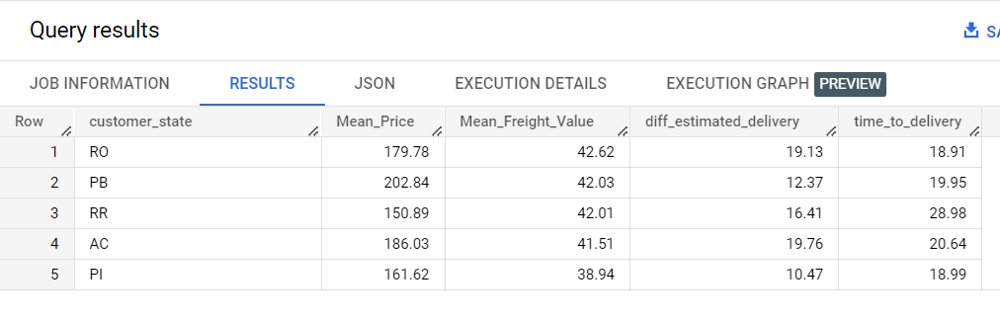 Query results SA
JOB INFORMATION RESULTS JSON EXECUTION DETAILS EXECUTION GRAPH PREVIEW
Row customer_state Mean_Price Mean_Freight_Value diff_estimated_delivery time_to_delivery
1 RO 179.78 42.62 19.13 18.91
2 PB 202.84 42.03 12.37 19.95
3 RR 150.89 42.01 16.41 28.98
4 AC 186.03 41.51 19.76 20.64
5 PI 161.62 38.94 10.47 18.99